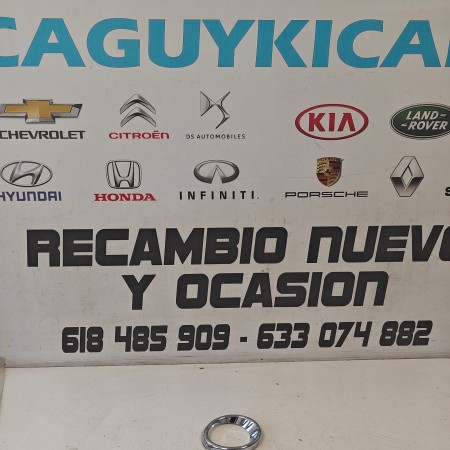 CAGUYKICA
CHEVROLET CITROËN DS AUTOMOBILES KIA LAND-ROVER
HYUNDAI HONDA INFINITI PORSCHE RENAULT S
RECAMBIO NUEVO
Y OCASION
618 485 909 - 633 074 882